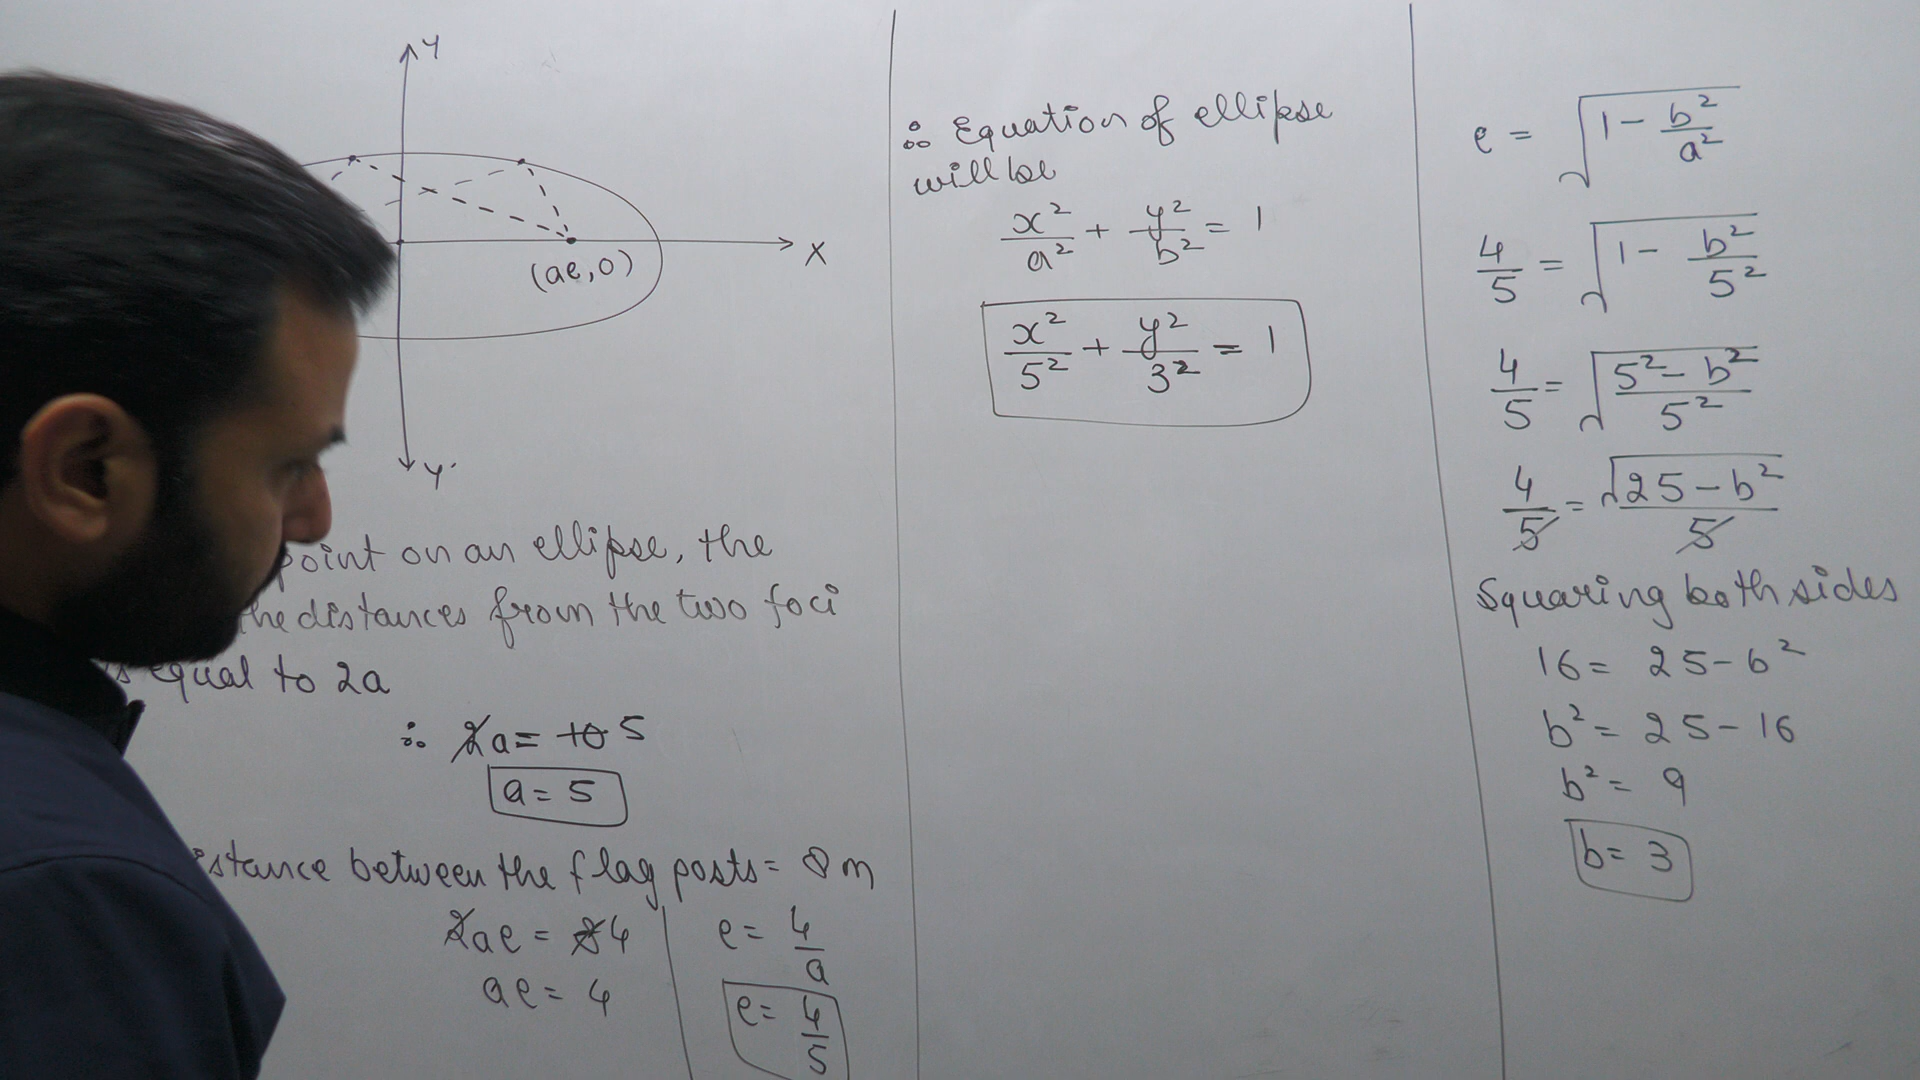 Y
X
(ae, 0)
Y'
point on an ellipse, the
the distances from the two foci
is equal to 2a
∴ 2a = 10 5
a = 5
istance between the flag posts = 8 m
2ae = 8 4
ae = 4
e = 4/a
e = 4/5
∴ Equation of ellipse
will be
x²/a² + y²/b² = 1
x²/5² + y²/3² = 1
e = √(1 - b²/a²)
4/5 = √(1 - b²/5²)
4/5 = √((5² - b²)/5²)
4/5 = √(25 - b²)/5
Squaring both sides
16 = 25 - b²
b² = 25 - 16
b² = 9
b = 3